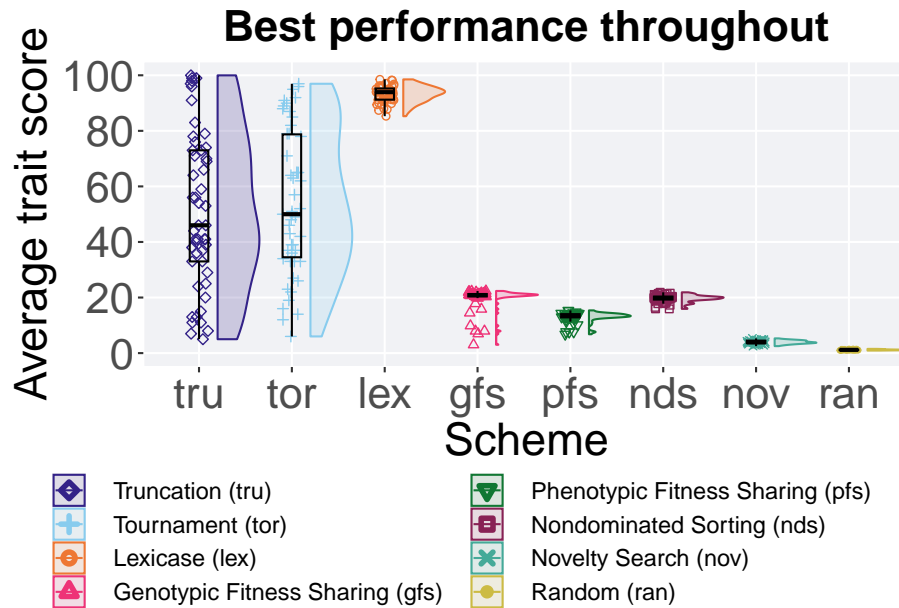 Best performance throughout
Average trait score
100
80
60
40
20
0
tru tor lex gfs pfs nds nov ran
Scheme
Truncation (tru)
Tournament (tor)
Lexicase (lex)
Genotypic Fitness Sharing (gfs)
Phenotypic Fitness Sharing (pfs)
Nondominated Sorting (nds)
Novelty Search (nov)
Random (ran)